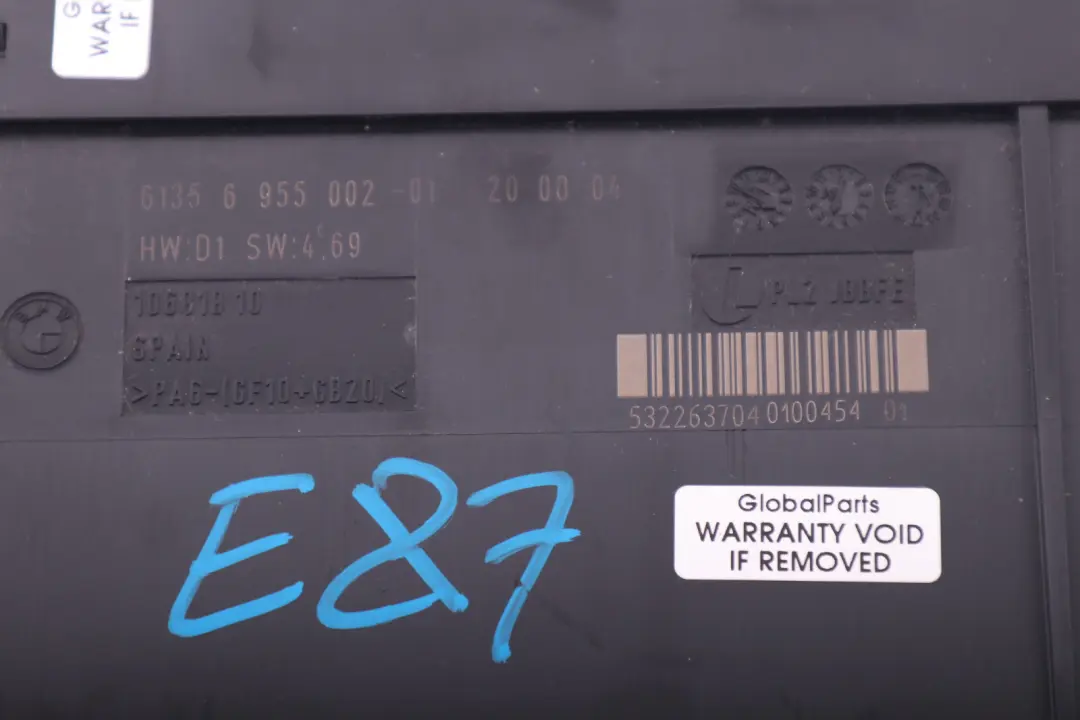 WAR
IF
6135 6 955 002-01 20 00 04
HW:D1 SW:4.69
SPAIN
>PA6-(GF10+GB20)<
532263704 0100454 01
E87
GlobalParts
WARRANTY VOID
IF REMOVED